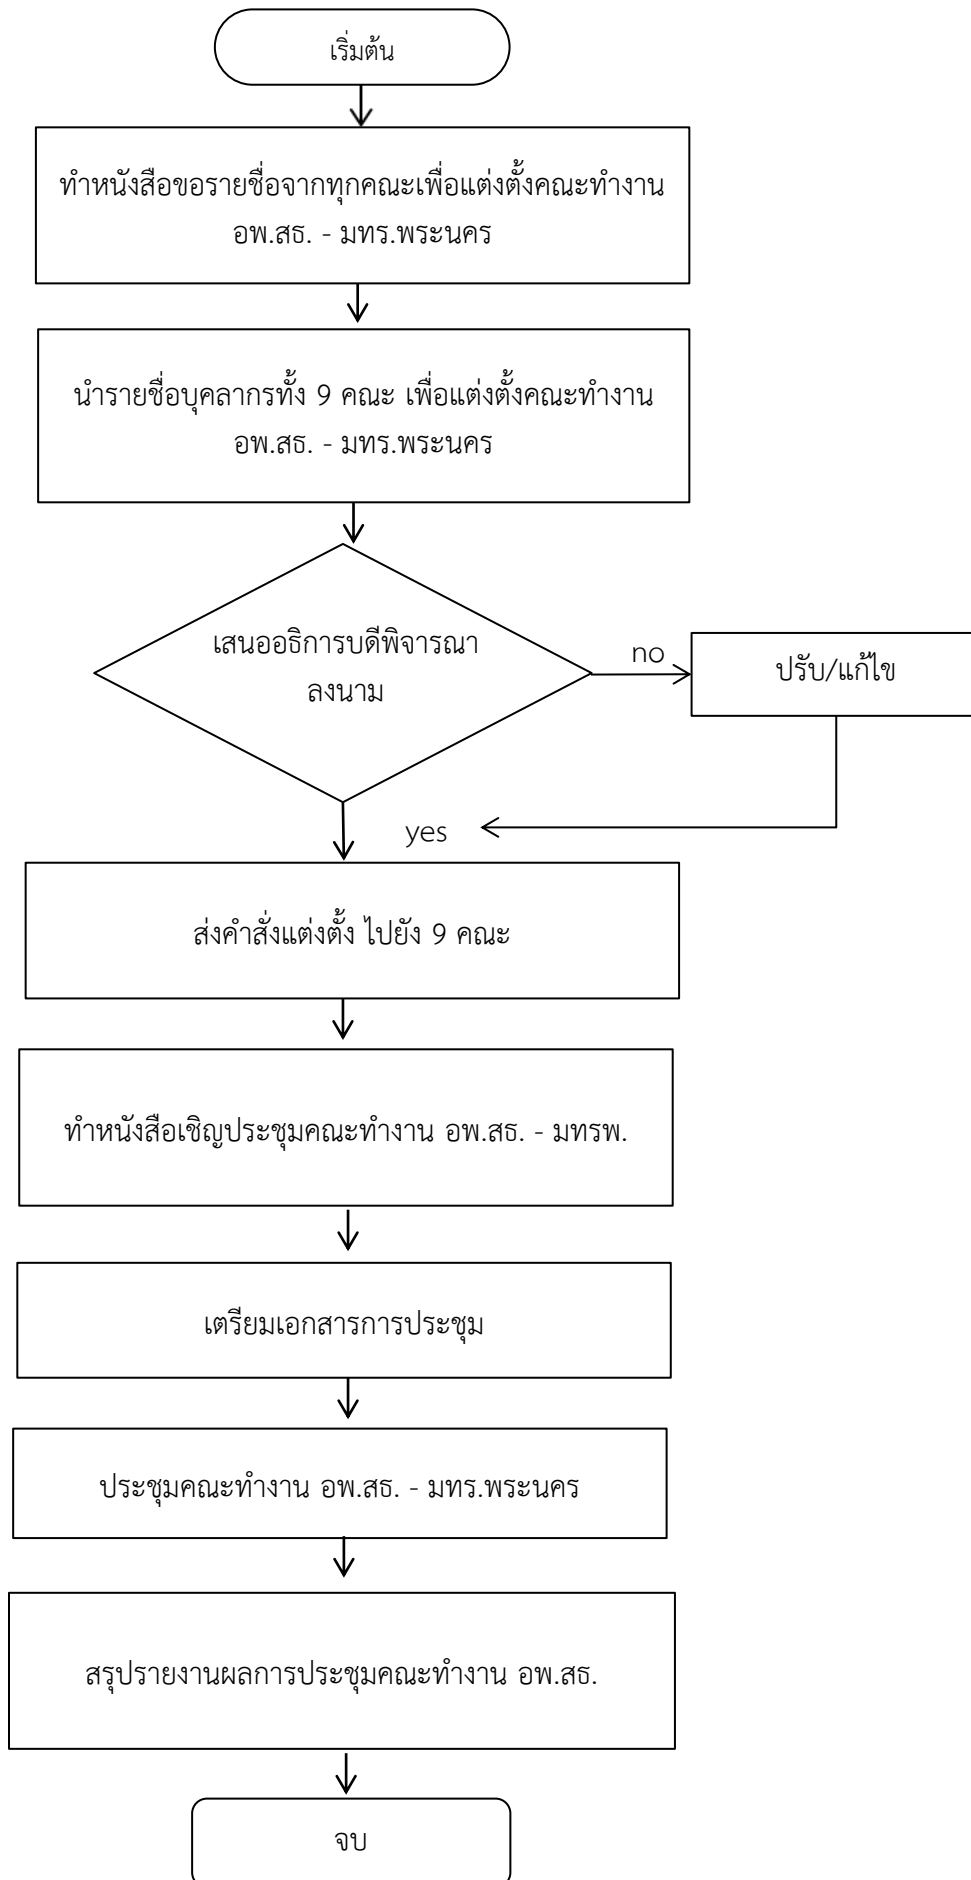 เริ่มต้น
ทำหนังสือขอรายชื่อจากทุกคณะเพื่อแต่งตั้งคณะทำงาน
อพ.สธ. - มทร.พระนคร
นำรายชื่อบุคลากรทั้ง 9 คณะ เพื่อแต่งตั้งคณะทำงาน
อพ.สธ. - มทร.พระนคร
เสนออธิการบดีพิจารณา
ลงนาม
no
ปรับ/แก้ไข
yes
ส่งคำสั่งแต่งตั้ง ไปยัง 9 คณะ
ทำหนังสือเชิญประชุมคณะทำงาน อพ.สธ. - มทรพ.
เตรียมเอกสารการประชุม
ประชุมคณะทำงาน อพ.สธ. - มทร.พระนคร
สรุปรายงานผลการประชุมคณะทำงาน อพ.สธ.
จบ